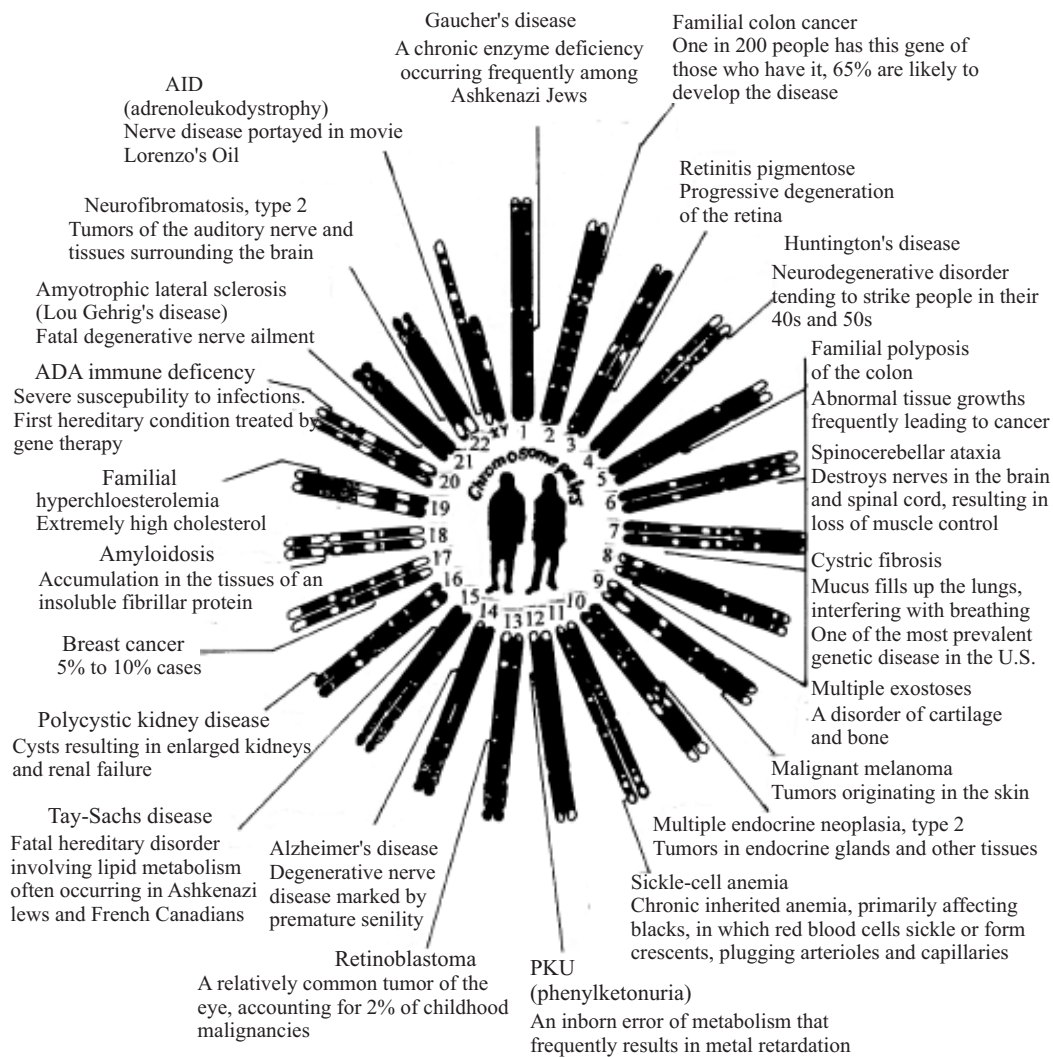 Gaucher's disease
A chronic enzyme deficiency
occurring frequently among
Ashkenazi Jews
Familial colon cancer
One in 200 people has this gene of
those who have it, 65% are likely to
develop the disease
Retinitis pigmentose
Progressive degeneration
of the retina
Huntington's disease
Neurodegenerative disorder
tending to strike people in their
40s and 50s
Familial polyposis
of the colon
Abnormal tissue growths
frequently leading to cancer
Spinocerebellar ataxia
Destroys nerves in the brain
and spinal cord, resulting in
loss of muscle control
Cystric fibrosis
Mucus fills up the lungs,
interfering with breathing
One of the most prevalent
genetic disease in the U.S.
Multiple exostoses
A disorder of cartilage
and bone
Malignant melanoma
Tumors originating in the skin
Multiple endocrine neoplasia, type 2
Tumors in endocrine glands and other tissues
Sickle-cell anemia
Chronic inherited anemia, primarily affecting
blacks, in which red blood cells sickle or form
crescents, plugging arterioles and capillaries
PKU
(phenylketonuria)
An inborn error of metabolism that
frequently results in metal retardation
Retinoblastoma
A relatively common tumor of the
eye, accounting for 2% of childhood
malignancies
Alzheimer's disease
Degenerative nerve
disease marked by
premature senility
Tay-Sachs disease
Fatal hereditary disorder
involving lipid metabolism
often occurring in Ashkenazi
lews and French Canadians
Polycystic kidney disease
Cysts resulting in enlarged kidneys
and renal failure
Breast cancer
5% to 10% cases
Amyloidosis
Accumulation in the tissues of an
insoluble fibrillar protein
Familial
hyperchloesterolemia
Extremely high cholesterol
ADA immune deficency
Severe suscepubility to infections.
First hereditary condition treated by
gene therapy
Amyotrophic lateral sclerosis
(Lou Gehrig's disease)
Fatal degenerative nerve ailment
Neurofibromatosis, type 2
Tumors of the auditory nerve and
tissues surrounding the brain
AID
(adrenoleukodystrophy)
Nerve disease portayed in movie
Lorenzo's Oil
Chromosome pairs
1
2
3
4
5
6
7
8
9
10
11
12
13
14
15
16
17
18
19
20
21
22
XY